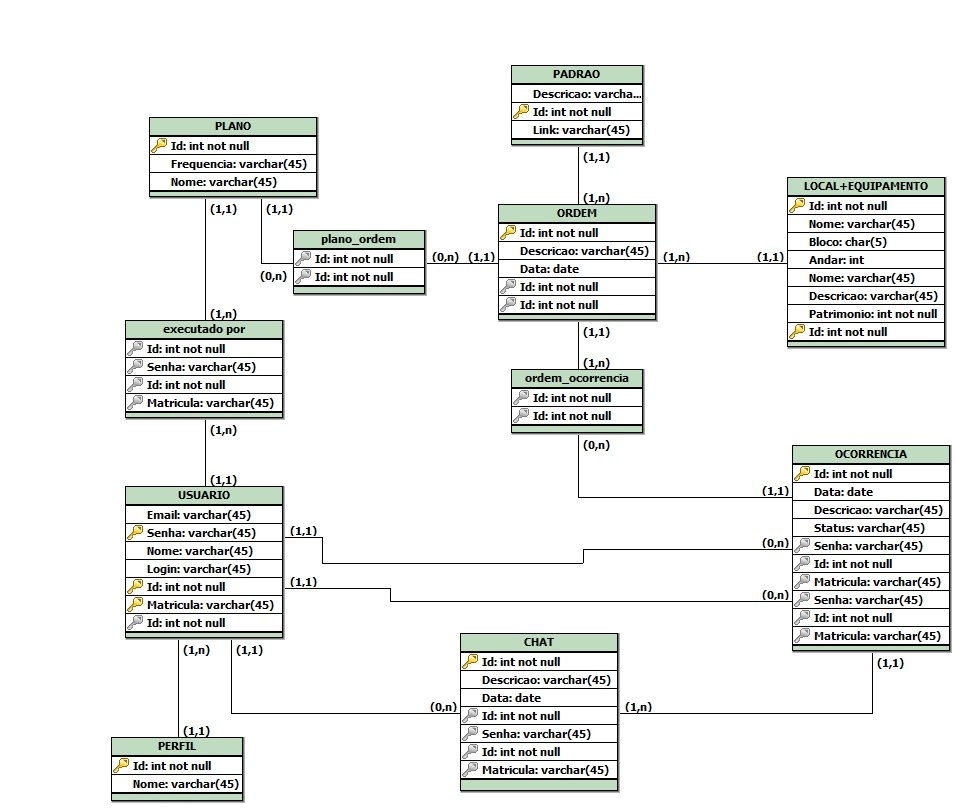 PADRAO
Descricao: varcha...
Id: int not null
Link: varchar(45)
(1,1)
(1,n)
PLANO
Id: int not null
Frequencia: varchar(45)
Nome: varchar(45)
(1,1)
(1,1)
plano_ordem
Id: int not null
Id: int not null
(0,n)
(0,n)
(1,1)
ORDEM
Id: int not null
Descricao: varchar(45)
Data: date
Id: int not null
Id: int not null
(1,n)
(1,1)
LOCAL+EQUIPAMENTO
Id: int not null
Nome: varchar(45)
Bloco: char(5)
Andar: int
Nome: varchar(45)
Descricao: varchar(45)
Patrimonio: int not null
Id: int not null
(1,n)
executado por
Id: int not null
Senha: varchar(45)
Id: int not null
Matricula: varchar(45)
(1,n)
(1,1)
(1,1)
(1,n)
ordem_ocorrencia
Id: int not null
Id: int not null
(0,n)
(1,1)
OCORRENCIA
Id: int not null
Data: date
Descricao: varchar(45)
Status: varchar(45)
Senha: varchar(45)
Id: int not null
Matricula: varchar(45)
Senha: varchar(45)
Id: int not null
Matricula: varchar(45)
(1,1)
USUARIO
Email: varchar(45)
Senha: varchar(45)
Nome: varchar(45)
Login: varchar(45)
Id: int not null
Matricula: varchar(45)
Id: int not null
(1,1)
(0,n)
(1,1)
(0,n)
(1,n)
(1,1)
CHAT
Id: int not null
Descricao: varchar(45)
Data: date
Id: int not null
Senha: varchar(45)
Id: int not null
Matricula: varchar(45)
(0,n)
(1,n)
(1,1)
PERFIL
Id: int not null
Nome: varchar(45)